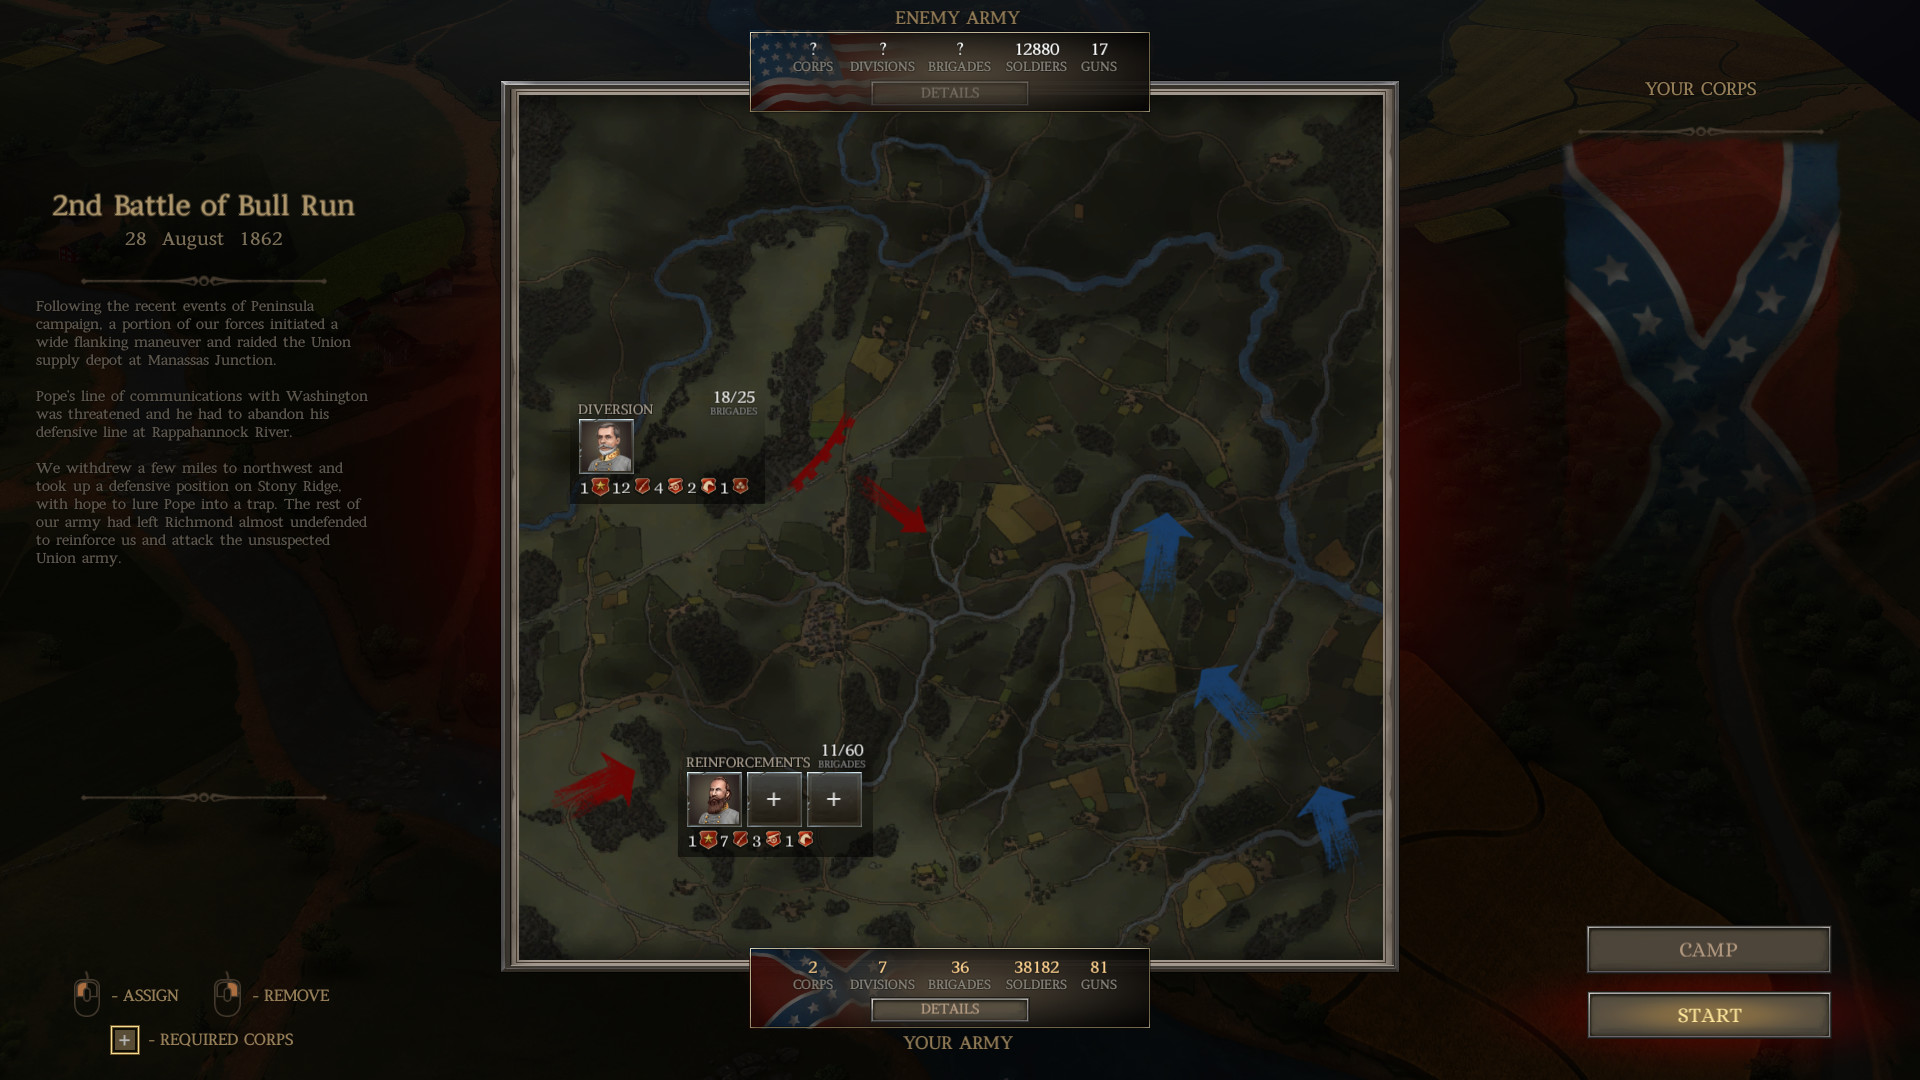 ENEMY ARMY
? ? ? 12880 17
CORPS DIVISIONS BRIGADES SOLDIERS GUNS
DETAILS
YOUR CORPS
2nd Battle of Bull Run
28 August 1862
Following the recent events of Peninsula
campaign, a portion of our forces initiated a
wide flanking maneuver and raided the Union
supply depot at Manassas Junction.
Pope's line of communications with Washington
was threatened and he had to abandon his
defensive line at Rappahannock River.
We withdrew a few miles to northwest and
took up a defensive position on Stony Ridge,
with hope to lure Pope into a trap. The rest of
our army had left Richmond almost undefended
to reinforce us and attack the unsuspected
Union army.
DIVERSION
18/25
BRIGADES
1 12 4 2 1
REINFORCEMENTS
11/60
BRIGADES
+ +
1 7 3 1
- ASSIGN
- REMOVE
+ - REQUIRED CORPS
2 7 36 38182 81
CORPS DIVISIONS BRIGADES SOLDIERS GUNS
DETAILS
YOUR ARMY
CAMP
START